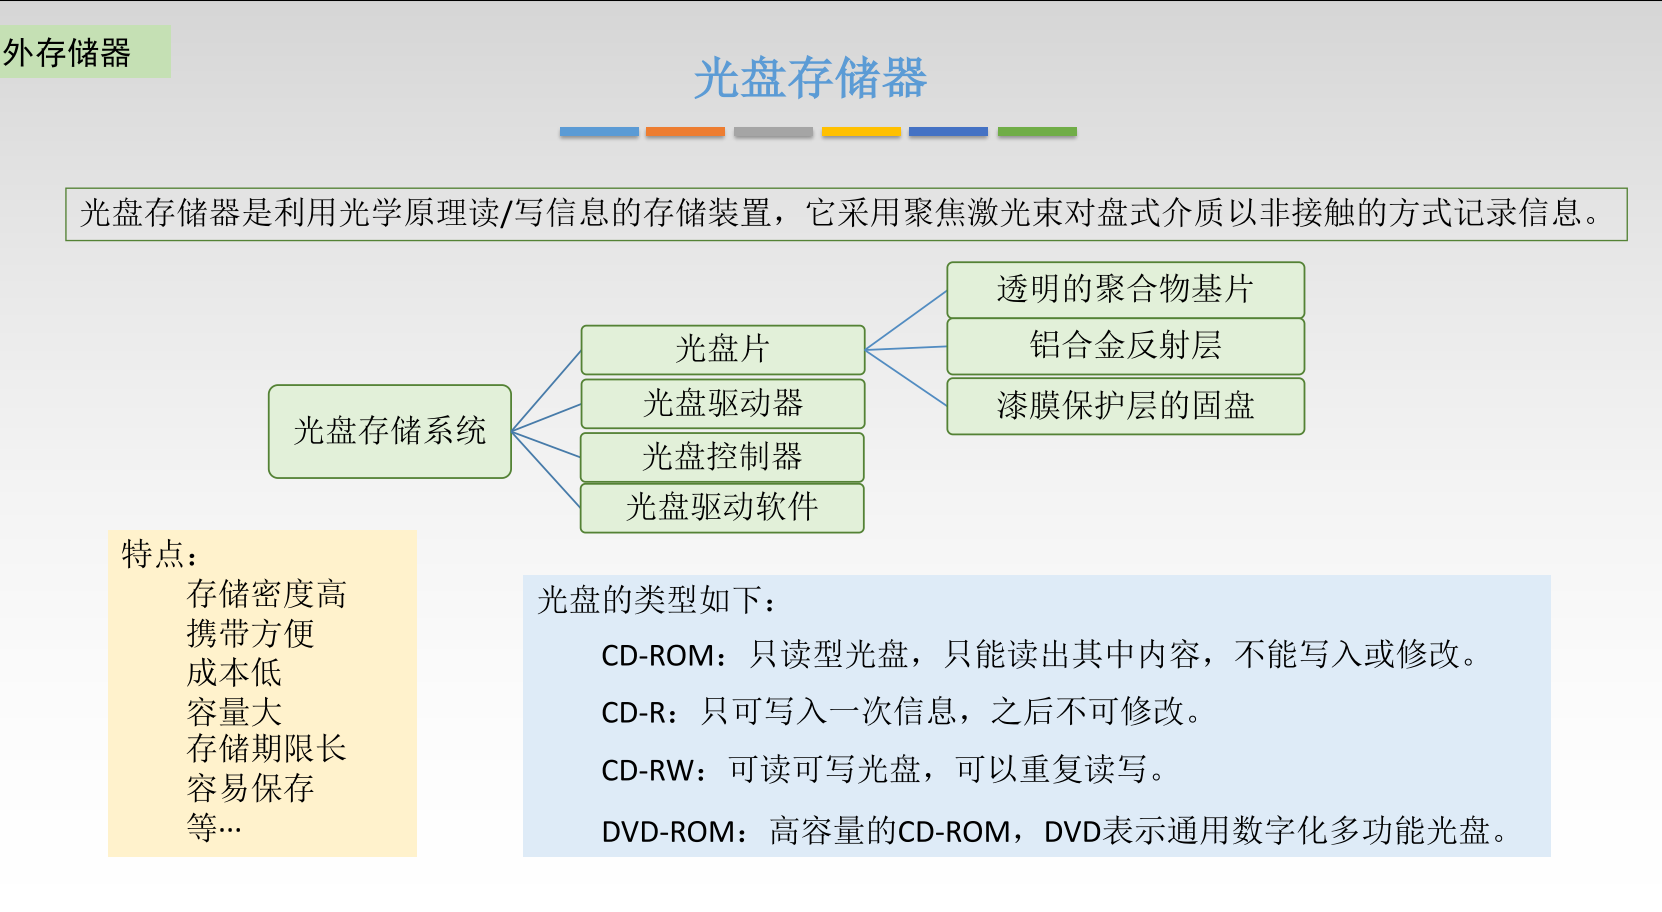 外存储器
光盘存储器
光盘存储器是利用光学原理读/写信息的存储装置，它采用聚焦激光束对盘式介质以非接触的方式记录信息。
光盘存储系统
光盘片
光盘驱动器
光盘控制器
光盘驱动软件
透明的聚合物基片
铝合金反射层
漆膜保护层的固盘
特点：
存储密度高
携带方便
成本低
容量大
存储期限长
容易保存
等…
光盘的类型如下：
CD-ROM：只读型光盘，只能读出其中内容，不能写入或修改。
CD-R：只可写入一次信息，之后不可修改。
CD-RW：可读可写光盘，可以重复读写。
DVD-ROM：高容量的CD-ROM，DVD表示通用数字化多功能光盘。